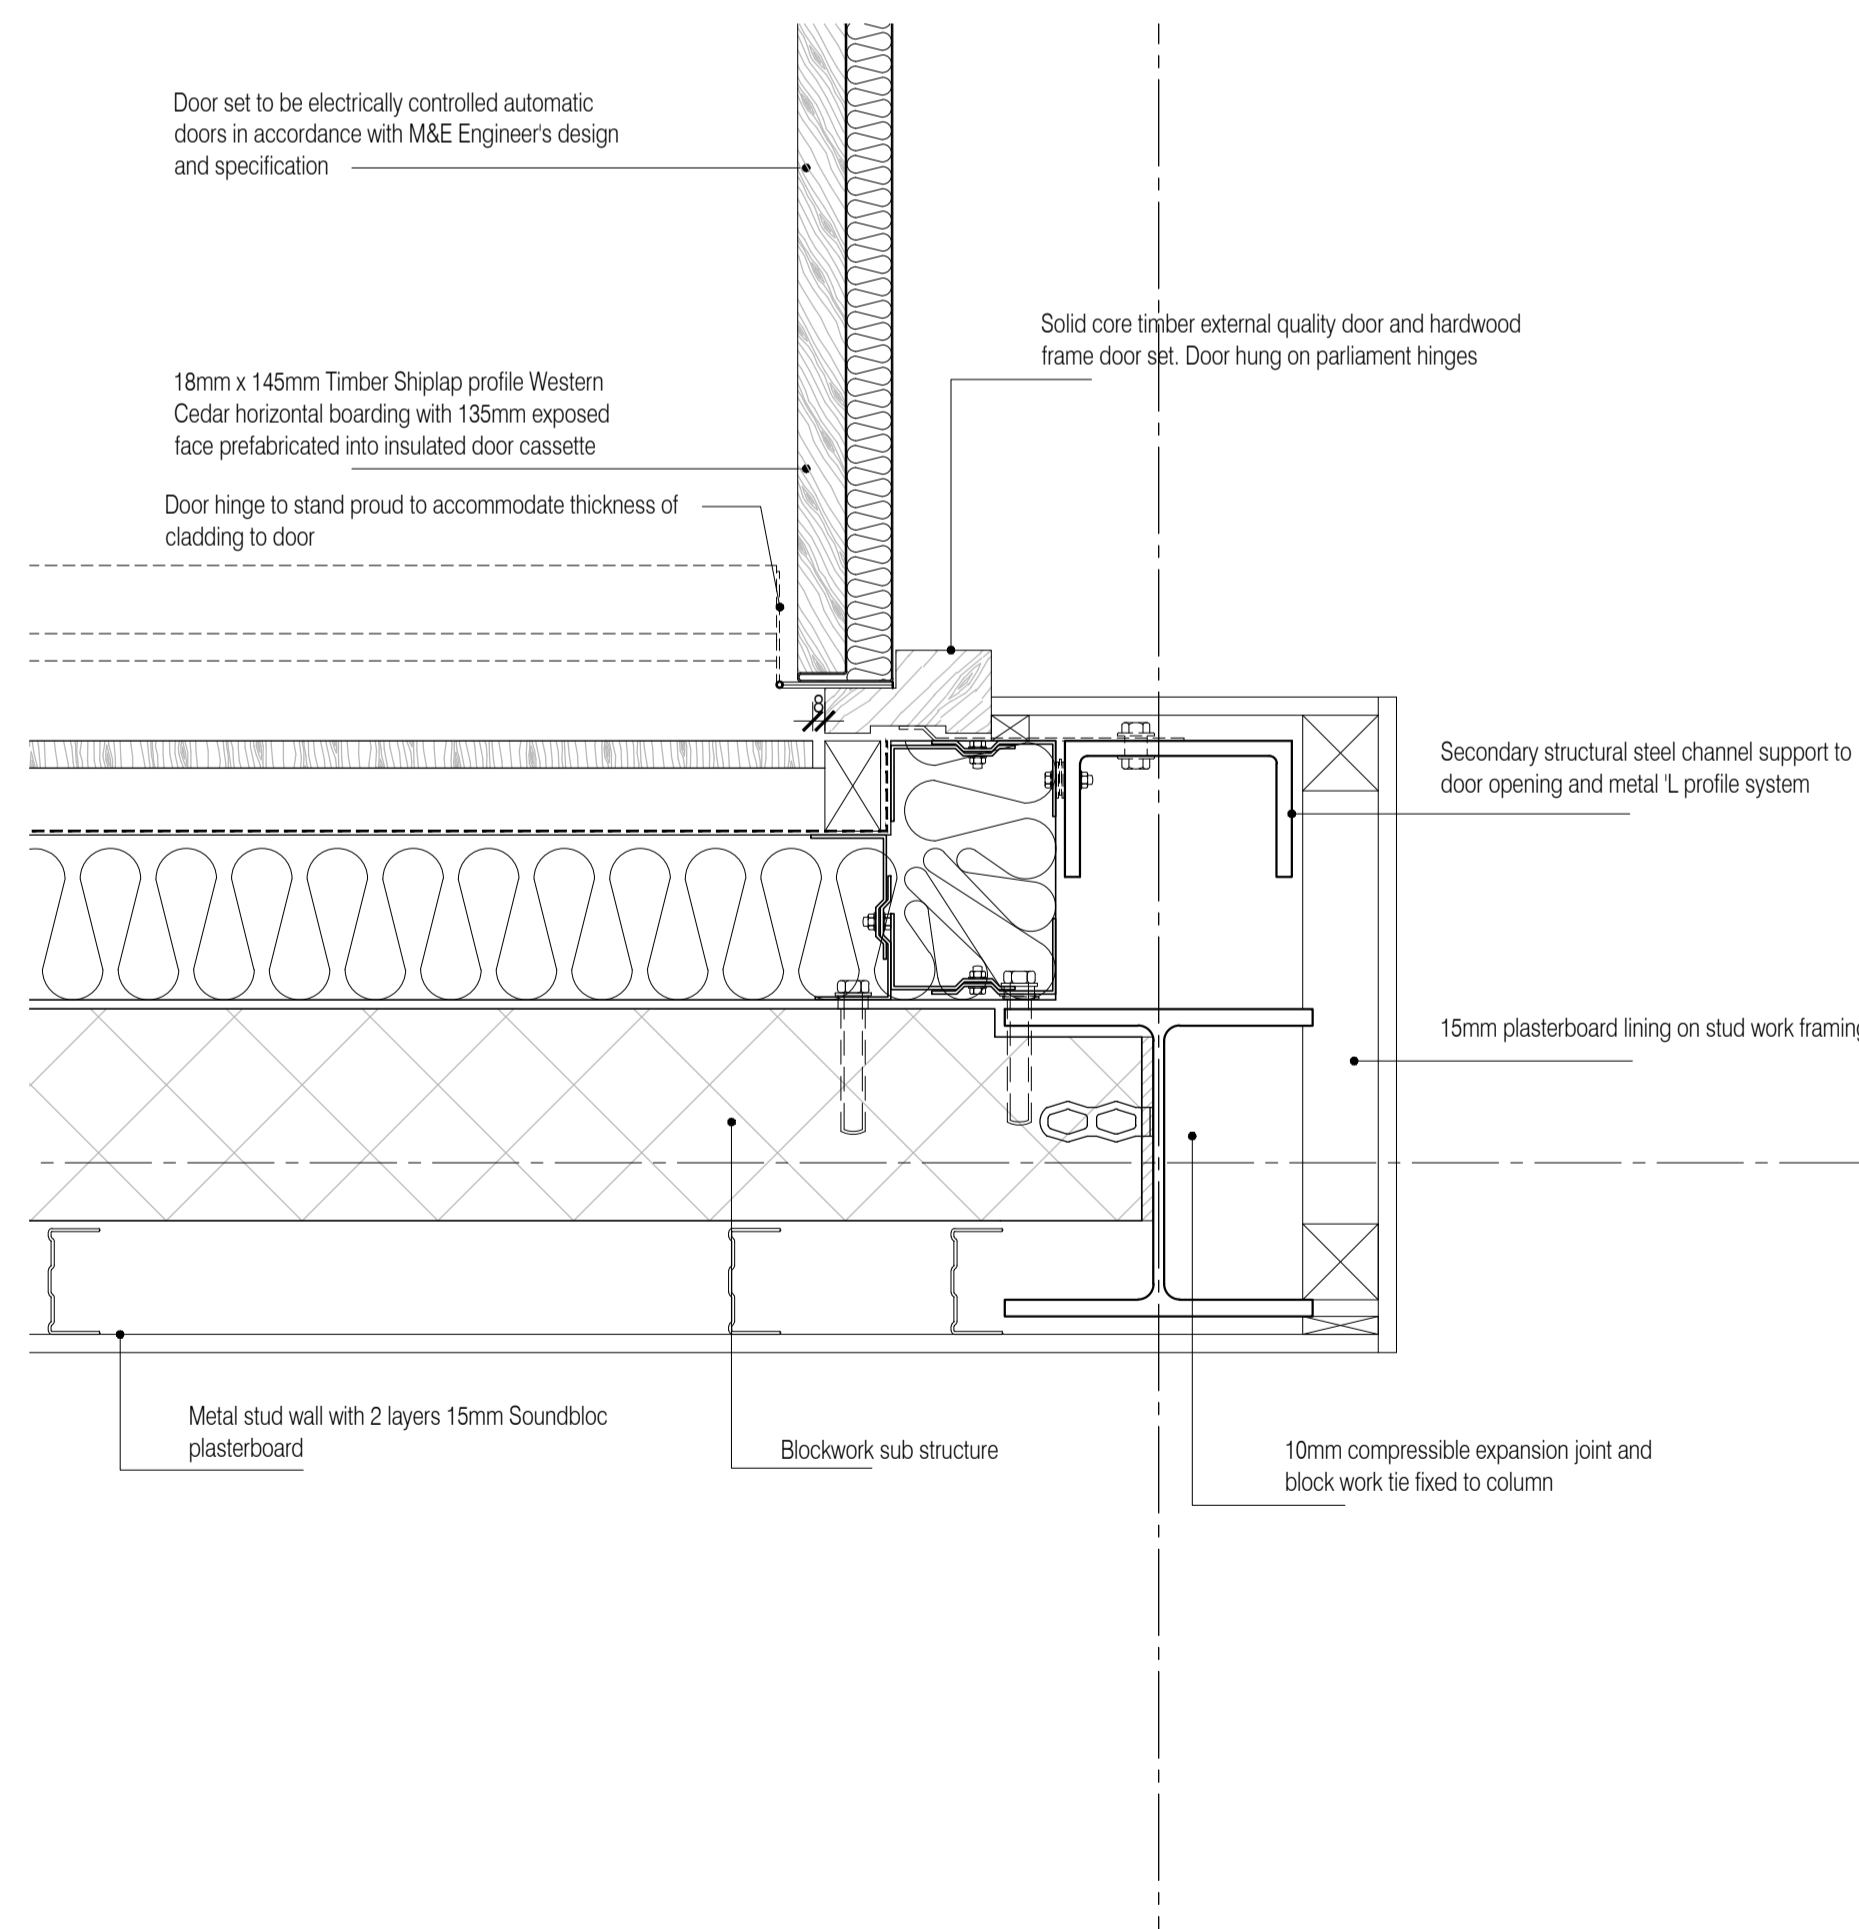 Door set to be electrically controlled automatic
doors in accordance with M&E Engineer's design
and specification
Solid core timber external quality door and hardwood
frame door set. Door hung on parliament hinges
18mm x 145mm Timber Shiplap profile Western
Cedar horizontal boarding with 135mm exposed
face prefabricated into insulated door cassette
Door hinge to stand proud to accommodate thickness of
cladding to door
8
Secondary structural steel channel support to
door opening and metal 'L profile system
15mm plasterboard lining on stud work framing
Metal stud wall with 2 layers 15mm Soundbloc
plasterboard
Blockwork sub structure
10mm compressible expansion joint and
block work tie fixed to column